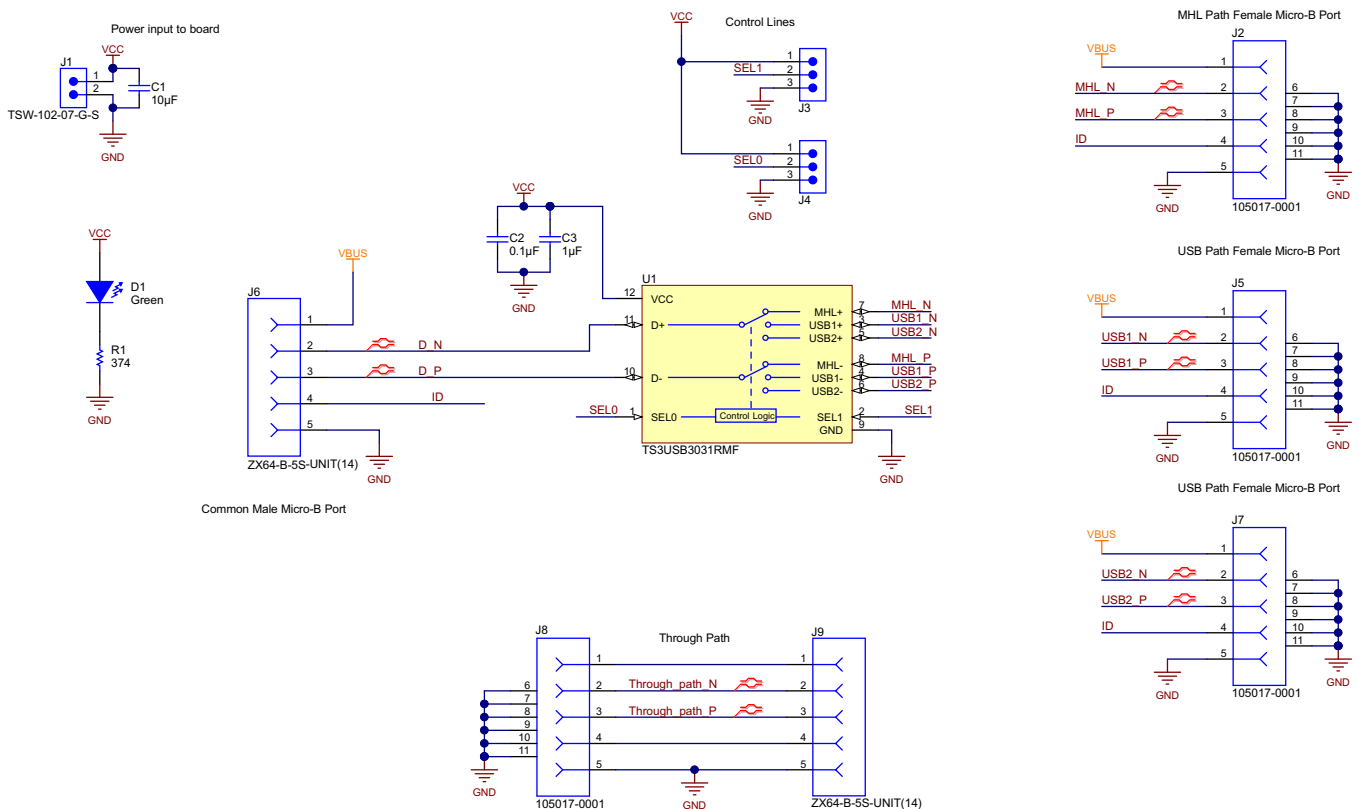 Power input to board
VCC
J1
1
2
C1
10µF
TSW-102-07-G-S
GND
VCC
D1
Green
R1
374
GND
VCC
Control Lines
SEL1
1
2
3
J3
GND
SEL0
1
2
3
J4
GND
MHL Path Female Micro-B Port
J2
VBUS
1
MHL_N
2
MHL_P
3
ID
4
5
GND
6
7
8
9
10
11
GND
105017-0001
VCC
C2
0.1µF
C3
1µF
GND
VBUS
J6
1
2
D_N
3
D_P
4
ID
5
GND
ZX64-B-5S-UNIT(14)
Common Male Micro-B Port
U1
12
VCC
11
D+
10
D-
SEL0
1
SEL0
Control Logic
MHL+
7
MHL_N
USB1+
3
USB1_N
USB2+
5
USB2_N
MHL-
8
MHL_P
USB1-
4
USB1_P
USB2-
6
USB2_P
SEL1
2
SEL1
GND
9
GND
TS3USB3031RMF
USB Path Female Micro-B Port
J5
VBUS
1
USB1_N
2
USB1_P
3
ID
4
5
GND
6
7
8
9
10
11
GND
105017-0001
USB Path Female Micro-B Port
J7
VBUS
1
USB2_N
2
USB2_P
3
ID
4
5
GND
6
7
8
9
10
11
GND
105017-0001
J8
Through Path
J9
6
7
8
9
10
11
GND
1
1
2
Through_path_N
2
3
Through_path_P
3
4
4
5
5
GND
105017-0001
ZX64-B-5S-UNIT(14)